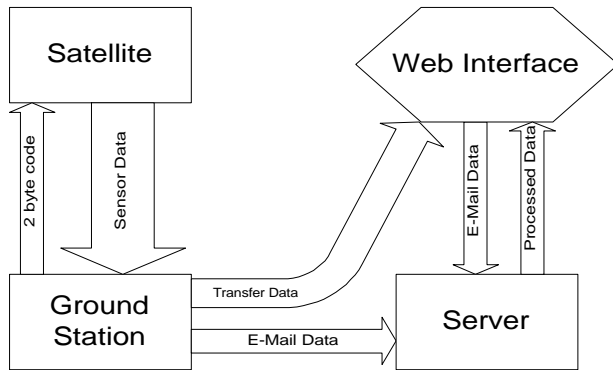 Satellite
Web Interface
2 byte code
Sensor Data
E-Mail Data
Processed Data
Transfer Data
Ground
Station
E-Mail Data
Server